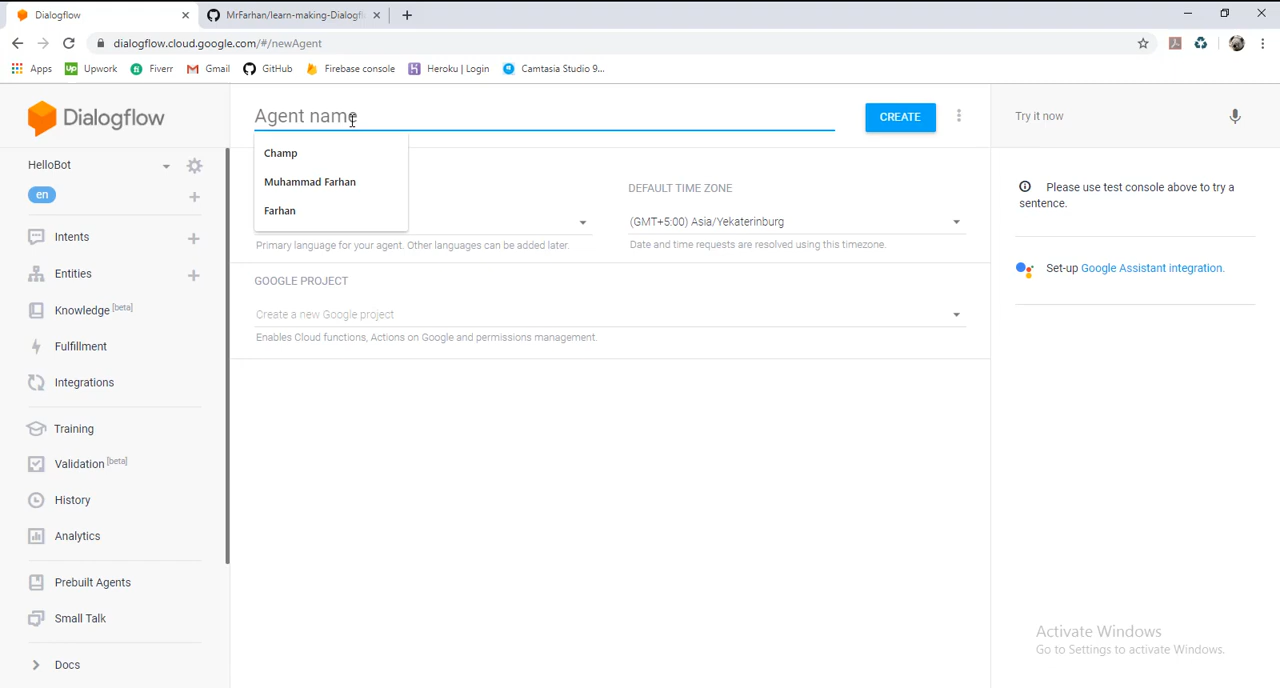 Dialogflow
MrFarhan/learn-making-Dialogfl
dialogflow.cloud.google.com/#/newAgent
Apps
Up Upwork
fi Fiverr
Gmail
GitHub
Firebase console
Heroku | Login
Camtasia Studio 9...
Dialogflow
HelloBot
en
Intents
Entities
Knowledge [beta]
Fulfillment
Integrations
Training
Validation [beta]
History
Analytics
Prebuilt Agents
Small Talk
Docs
Agent name
CREATE
Champ
Muhammad Farhan
Farhan
Primary language for your agent. Other languages can be added later.
DEFAULT TIME ZONE
(GMT+5:00) Asia/Yekaterinburg
Date and time requests are resolved using this timezone.
GOOGLE PROJECT
Create a new Google project
Enables Cloud functions, Actions on Google and permissions management.
Try it now
Please use test console above to try a
sentence.
Set-up Google Assistant integration.
Activate Windows
Go to Settings to activate Windows.